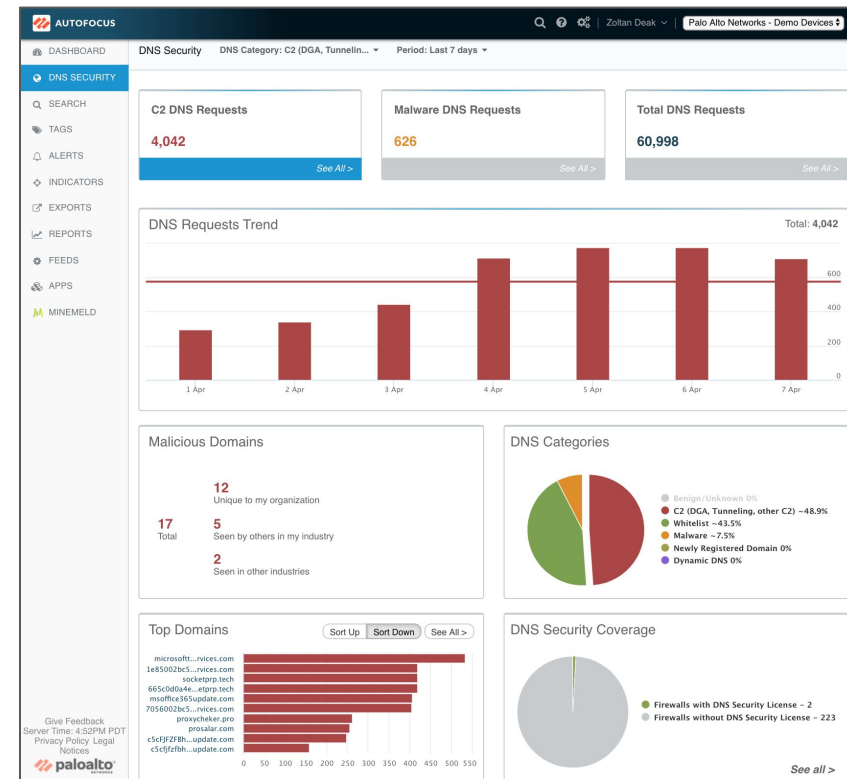 AUTOFOCUS
Zoltan Deak
Palo Alto Networks - Demo Devices
DASHBOARD
DNS SECURITY
SEARCH
TAGS
ALERTS
INDICATORS
EXPORTS
REPORTS
FEEDS
APPS
MINEMELD
Give Feedback
Server Time: 4:52PM PDT
Privacy Policy Legal
Notices
paloalto
NETWORKS
DNS Security DNS Category: C2 (DGA, Tunnelin... Period: Last 7 days
C2 DNS Requests
4,042
See All >
Malware DNS Requests
626
See All >
Total DNS Requests
60,998
See All >
DNS Requests Trend
Total: 4,042
600
400
200
0
1 Apr 2 Apr 3 Apr 4 Apr 5 Apr 6 Apr 7 Apr
Malicious Domains
17
Total
12
Unique to my organization
5
Seen by others in my industry
2
Seen in other industries
DNS Categories
Benign/Unknown 0%
C2 (DGA, Tunneling, other C2) ~48.9%
Whitelist ~43.5%
Malware ~7.5%
Newly Registered Domain 0%
Dynamic DNS 0%
Top Domains
Sort Up Sort Down See All >
microsoftt...rvices.com
1e85002bc5...rvices.com
socketprp.tech
665c0d0a4e...etprp.tech
msoffice365update.com
7056002bc5...rvices.com
proxycheker.pro
prosalar.com
c5cFJFZFBh...update.com
c5cfjfzfbh...update.com
0 50 100 150 200 250 300 350 400 450 500 550
DNS Security Coverage
Firewalls with DNS Security License - 2
Firewalls without DNS Security License - 223
See all >